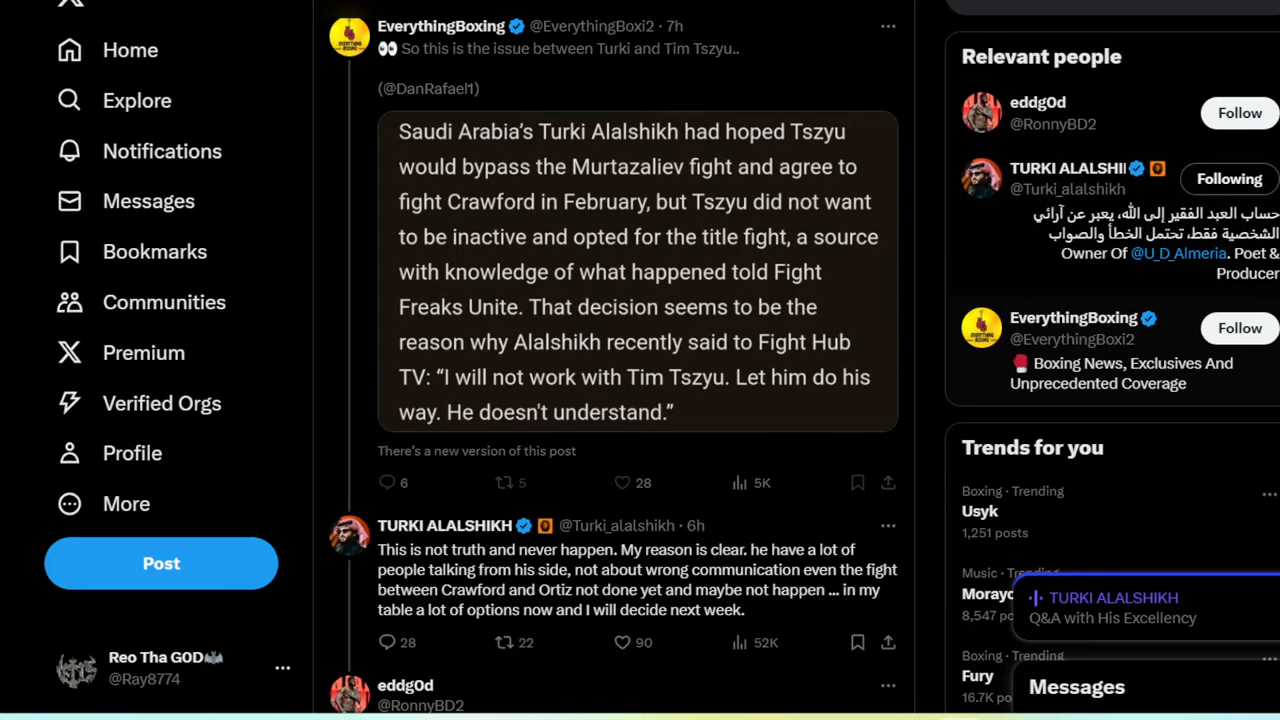 Home
Explore
Notifications
Messages
Bookmarks
Communities
Premium
Verified Orgs
Profile
More
Post
Reo Tha G0D
@Ray8774
EverythingBoxing @EverythingBoxi2 · 7h
👀 So this is the issue between Turki and Tim Tszyu..
(@DanRafael1)
Saudi Arabia's Turki Alalshikh had hoped Tszyu
would bypass the Murtazaliev fight and agree to
fight Crawford in February, but Tszyu did not want
to be inactive and opted for the title fight, a source
with knowledge of what happened told Fight
Freaks Unite. That decision seems to be the
reason why Alalshikh recently said to Fight Hub
TV: “I will not work with Tim Tszyu. Let him do his
way. He doesn't understand.”
There's a new version of this post
6 5 28 5K
TURKI ALALSHIKH @Turki_alalshikh · 6h
This is not truth and never happen. My reason is clear. he have a lot of
people talking from his side, not about wrong communication even the fight
between Crawford and Ortiz not done yet and maybe not happen ... in my
table a lot of options now and I will decide next week.
28 22 90 52K
eddg0d
@RonnyBD2
Relevant people
eddg0d
@RonnyBD2
Follow
TURKI ALALSHII
@Turki_alalshikh
Following
حساب العبد الفقير إلى الله، يعبر عن آرائي
الشخصية فقط، تحتمل الخطأ والصواب
Owner Of @U_D_Almeria. Poet &
Producer
EverythingBoxing
@EverythingBoxi2
Follow
🥊 Boxing News, Exclusives And
Unprecedented Coverage
Trends for you
Boxing · Trending
Usyk
1,251 posts
Music · Trending
Morayo
8,547 po
Boxing · Trending
Fury
16.7K po
TURKI ALALSHIKH
Q&A with His Excellency
Messages